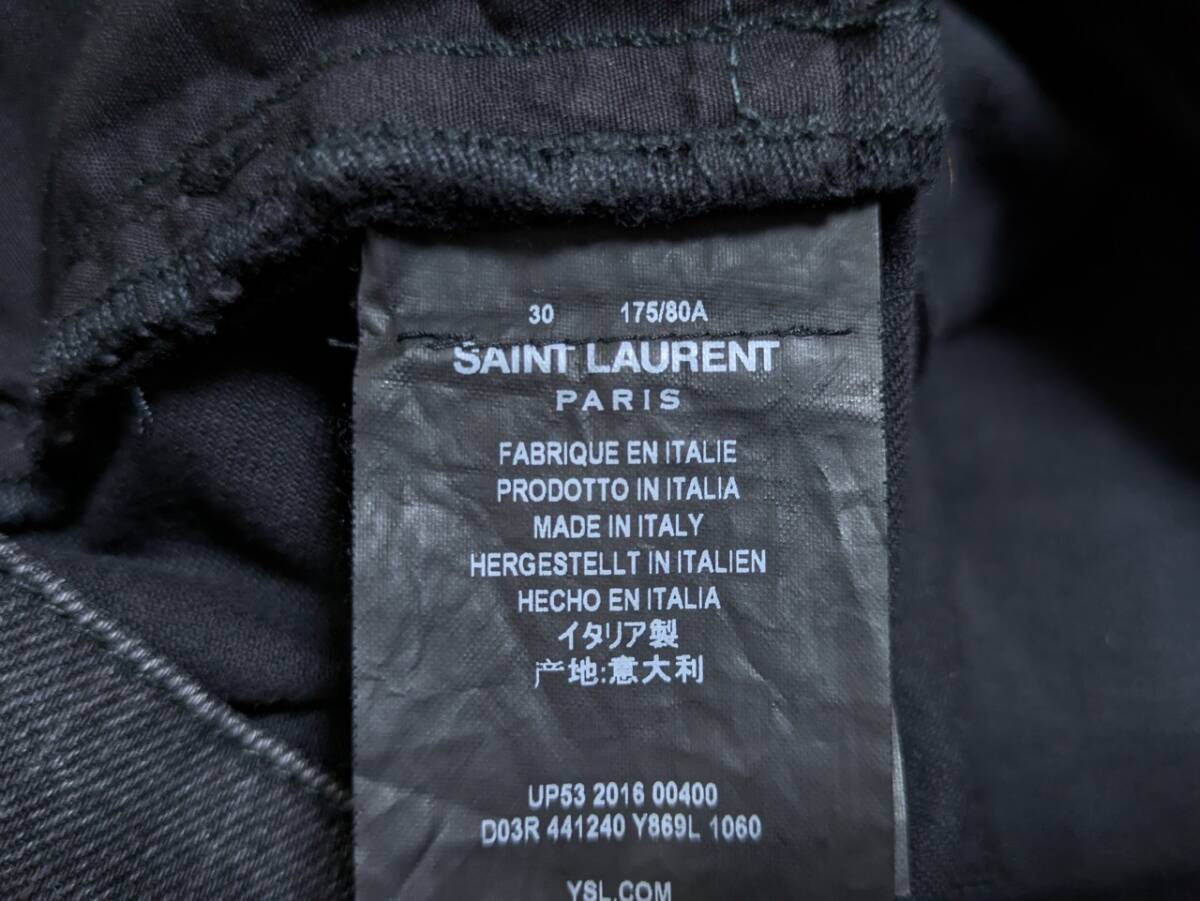 30 175/80A
SAINT LAURENT
PARIS
FABRIQUE EN ITALIE
PRODOTTO IN ITALIA
MADE IN ITALY
HERGESTELLT IN ITALIEN
HECHO EN ITALIA
イタリア製
产地:意大利
UP53 2016 00400
D03R 441240 Y869L 1060
YSL.COM